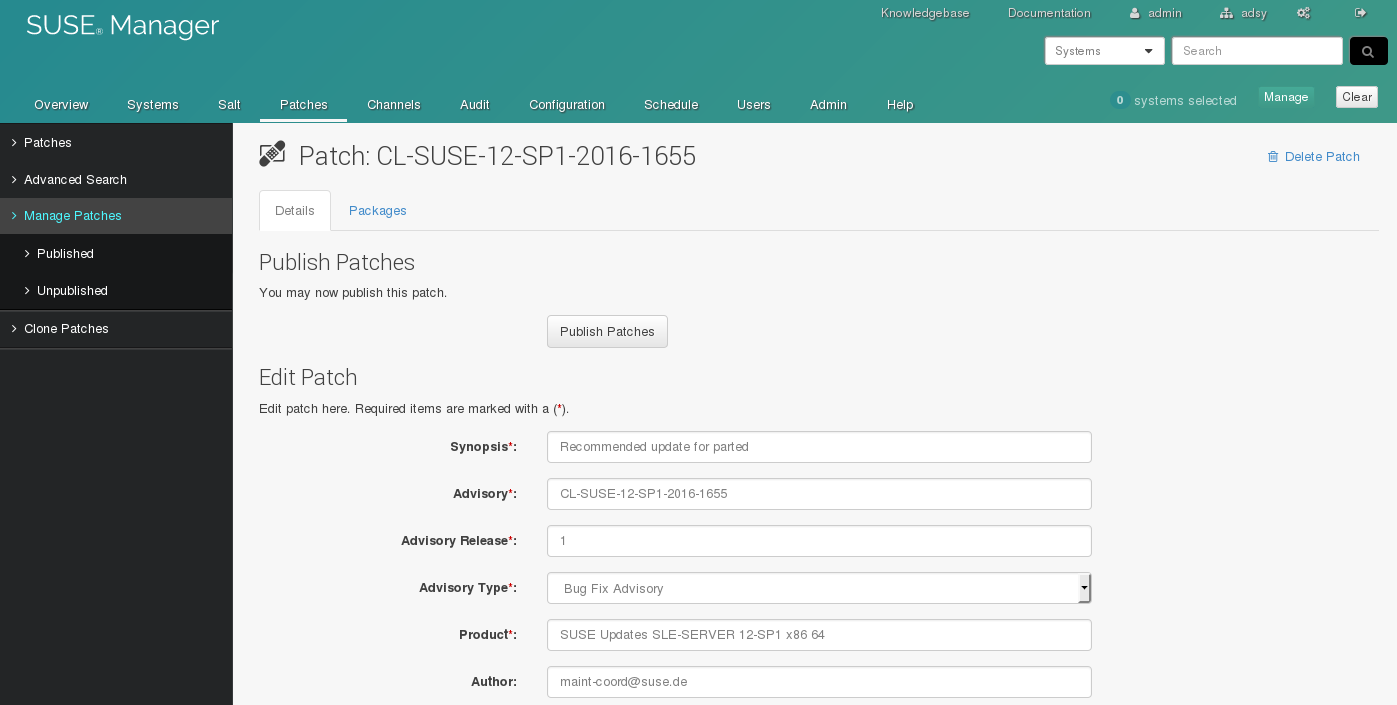 SUSE® Manager
Knowledgebase Documentation admin adsy
Systems Search
Overview Systems Salt Patches Channels Audit Configuration Schedule Users Admin Help
0 systems selected Manage Clear
Patches
Advanced Search
Manage Patches
Published
Unpublished
Clone Patches
Patch: CL-SUSE-12-SP1-2016-1655
Delete Patch
Details Packages
Publish Patches
You may now publish this patch.
Publish Patches
Edit Patch
Edit patch here. Required items are marked with a (*).
Synopsis*: Recommended update for parted
Advisory*: CL-SUSE-12-SP1-2016-1655
Advisory Release*: 1
Advisory Type*: Bug Fix Advisory
Product*: SUSE Updates SLE-SERVER 12-SP1 x86 64
Author: maint-coord@suse.de